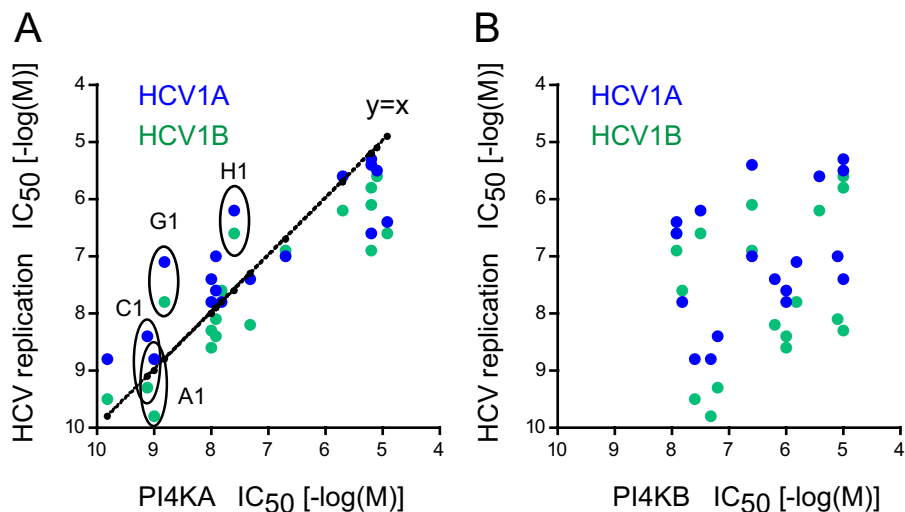 A
HCV replication IC50 [-log(M)]
4
5
6
7
8
9
10
HCV1A
HCV1B
y=x
H1
G1
C1
A1
10
9
8
7
6
5
4
PI4KA IC50 [-log(M)]
B
HCV replication IC50 [-log(M)]
4
5
6
7
8
9
10
HCV1A
HCV1B
10
9
8
7
6
5
4
PI4KB IC50 [-log(M)]